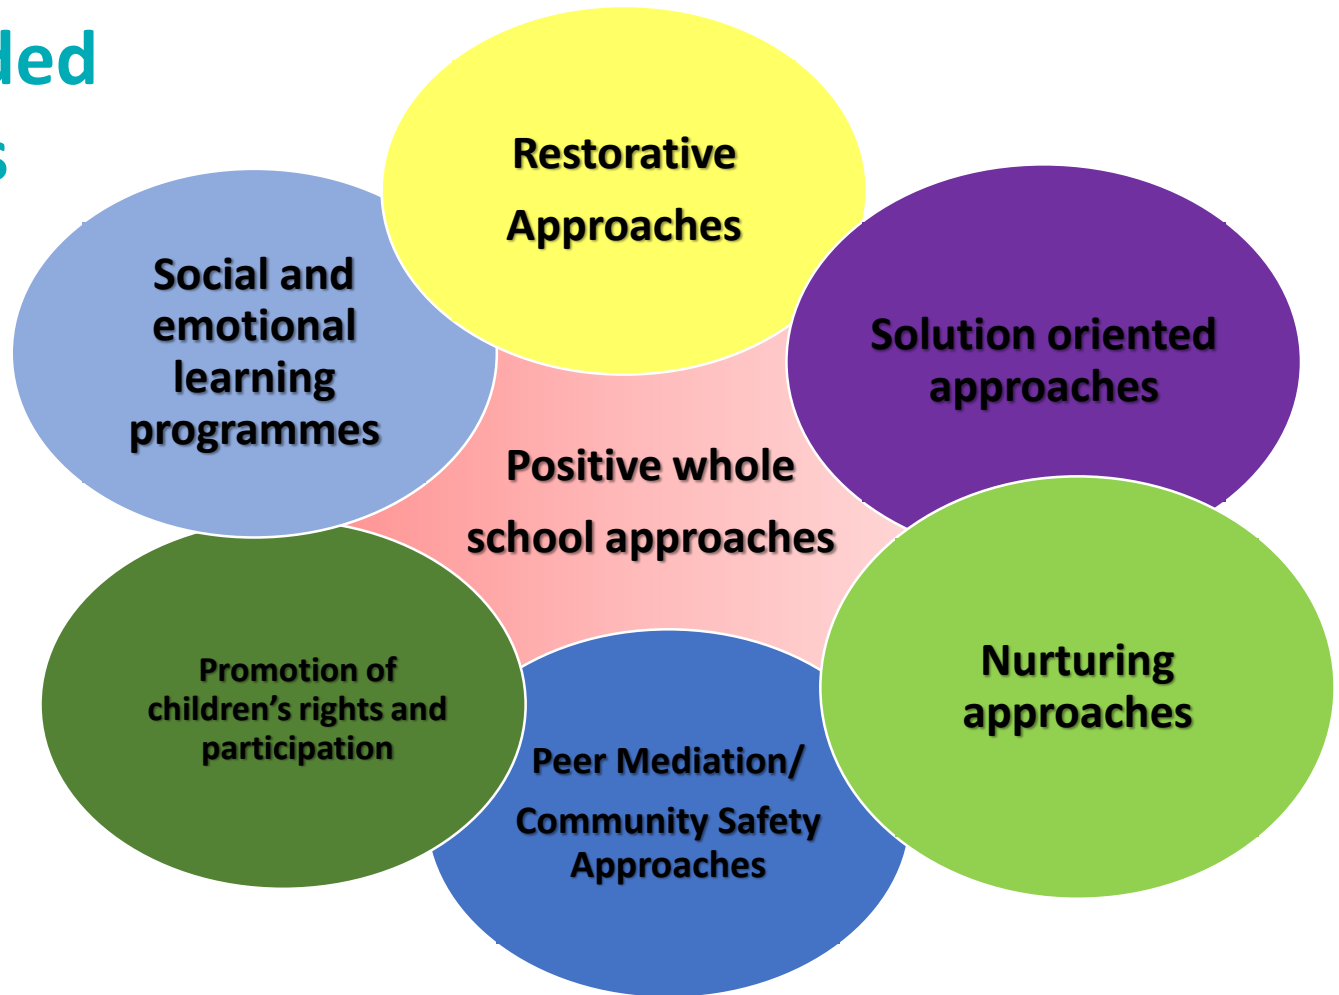 Restorative
Approaches
Social and
emotional
learning
programmes
Solution oriented
approaches
Positive whole
school approaches
Promotion of
children’s rights and
participation
Nurturing
approaches
Peer Mediation/
Community Safety
Approaches